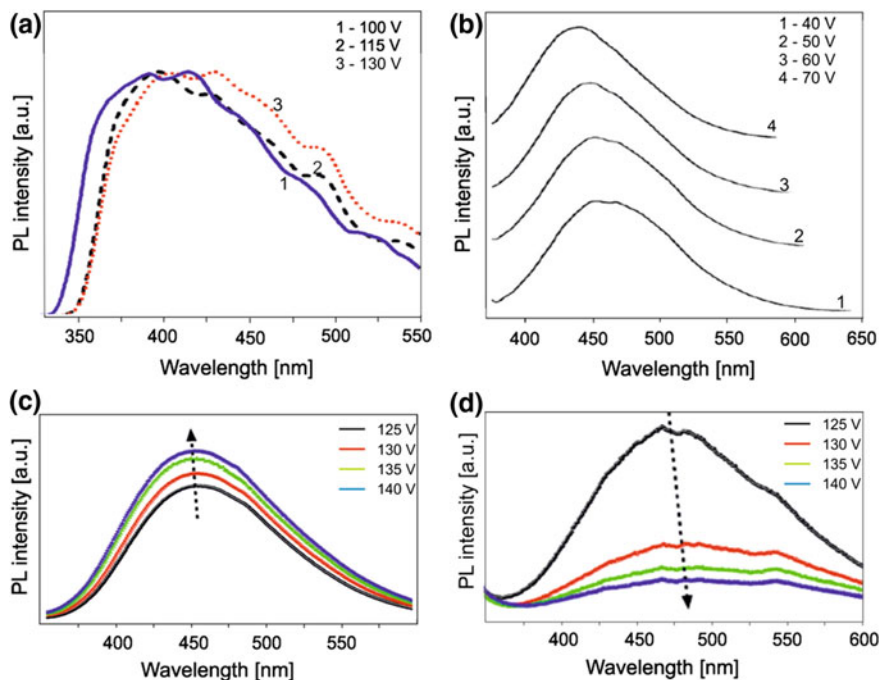 (a)
1 - 100 V
2 - 115 V
3 - 130 V
3
2
1
PL intensity [a.u.]
350 400 450 500 550
Wavelength [nm]
(b)
1 - 40 V
2 - 50 V
3 - 60 V
4 - 70 V
4
3
2
1
PL intensity [a.u.]
400 450 500 550 600 650
Wavelength [nm]
(c)
125 V
130 V
135 V
140 V
PL intensity [a.u.]
400 450 500 550
Wavelength [nm]
(d)
125 V
130 V
135 V
140 V
PL intensity [a.u.]
400 450 500 550 600
Wavelength [nm]